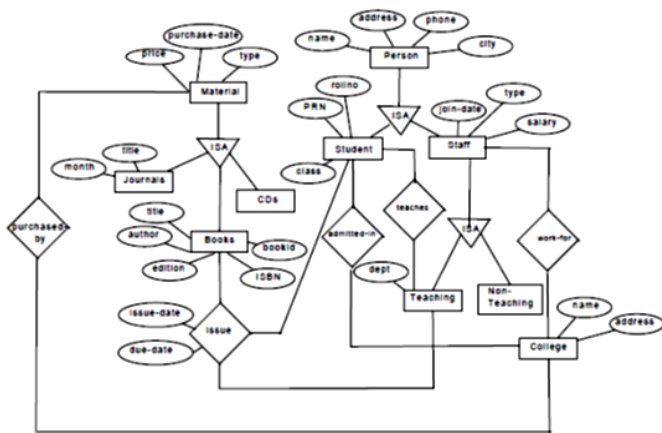 address
phone
name
city
Person
purchase-date
price
type
Material
rollno
PRN
join-date
type
salary
ISA
ISA
Student
Staff
class
title
month
Journals
CDs
title
author
Books
bookid
edition
ISBN
purchased-
by
admitted-in
teaches
ISA
work-for
dept
Teaching
Non-
Teaching
issue-date
issue
due-date
name
address
College